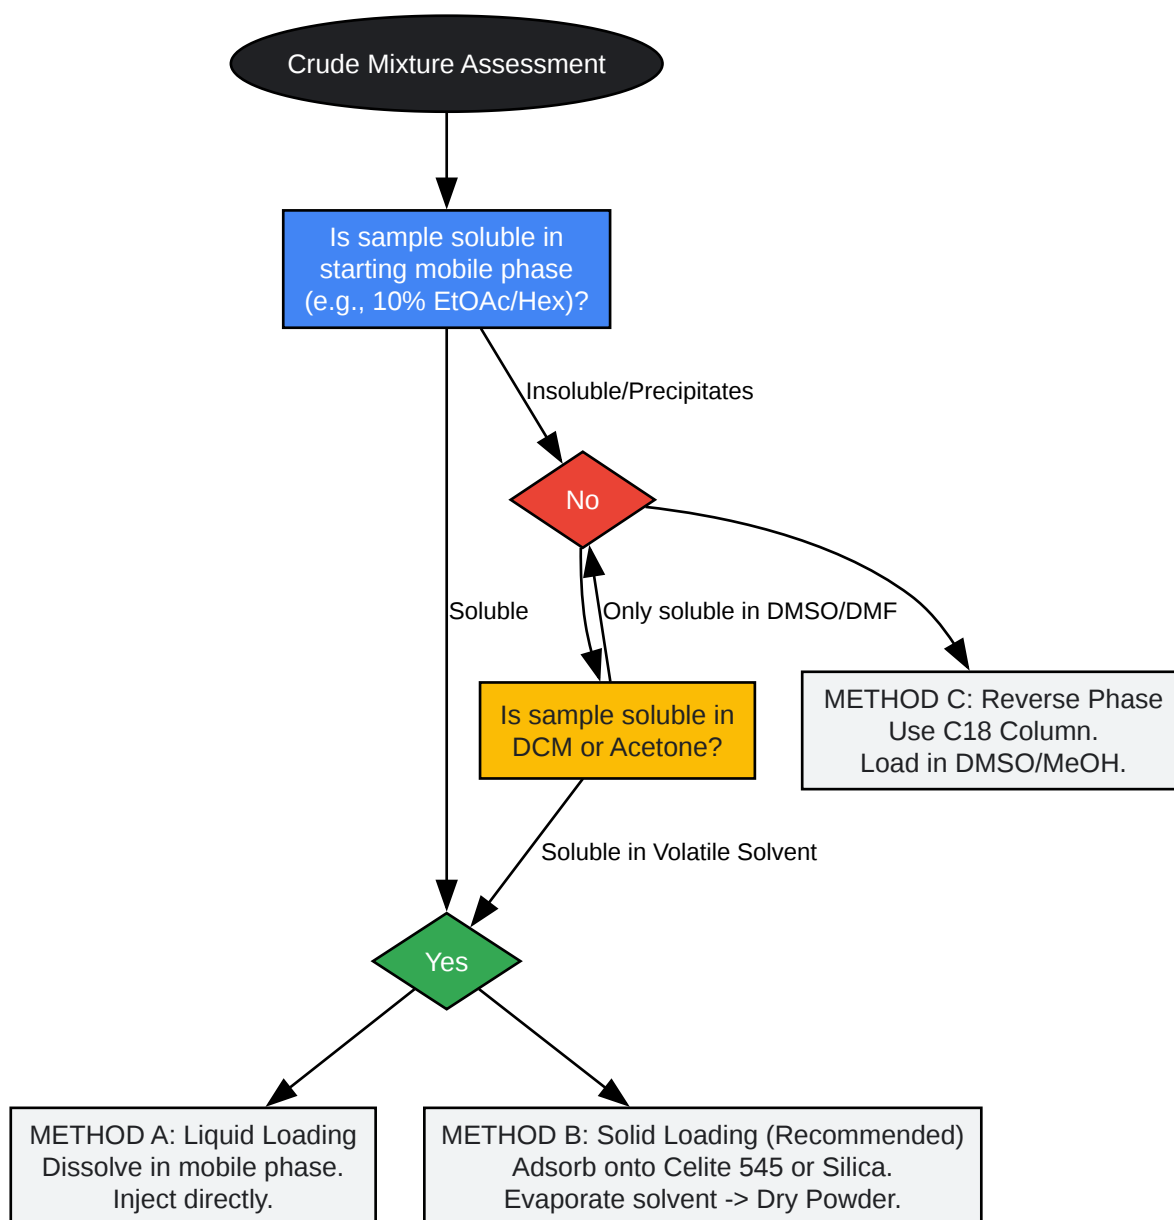 Crude Mixture Assessment
Is sample soluble in
starting mobile phase
(e.g., 10% EtOAc/Hex)?
Insoluble/Precipitates
No
Soluble
Only soluble in DMSO/DMF
Is sample soluble in
DCM or Acetone?
METHOD C: Reverse Phase
Use C18 Column.
Load in DMSO/MeOH.
Soluble in Volatile Solvent
Yes
METHOD A: Liquid Loading
Dissolve in mobile phase.
Inject directly.
METHOD B: Solid Loading (Recommended)
Adsorb onto Celite 545 or Silica.
Evaporate solvent -> Dry Powder.